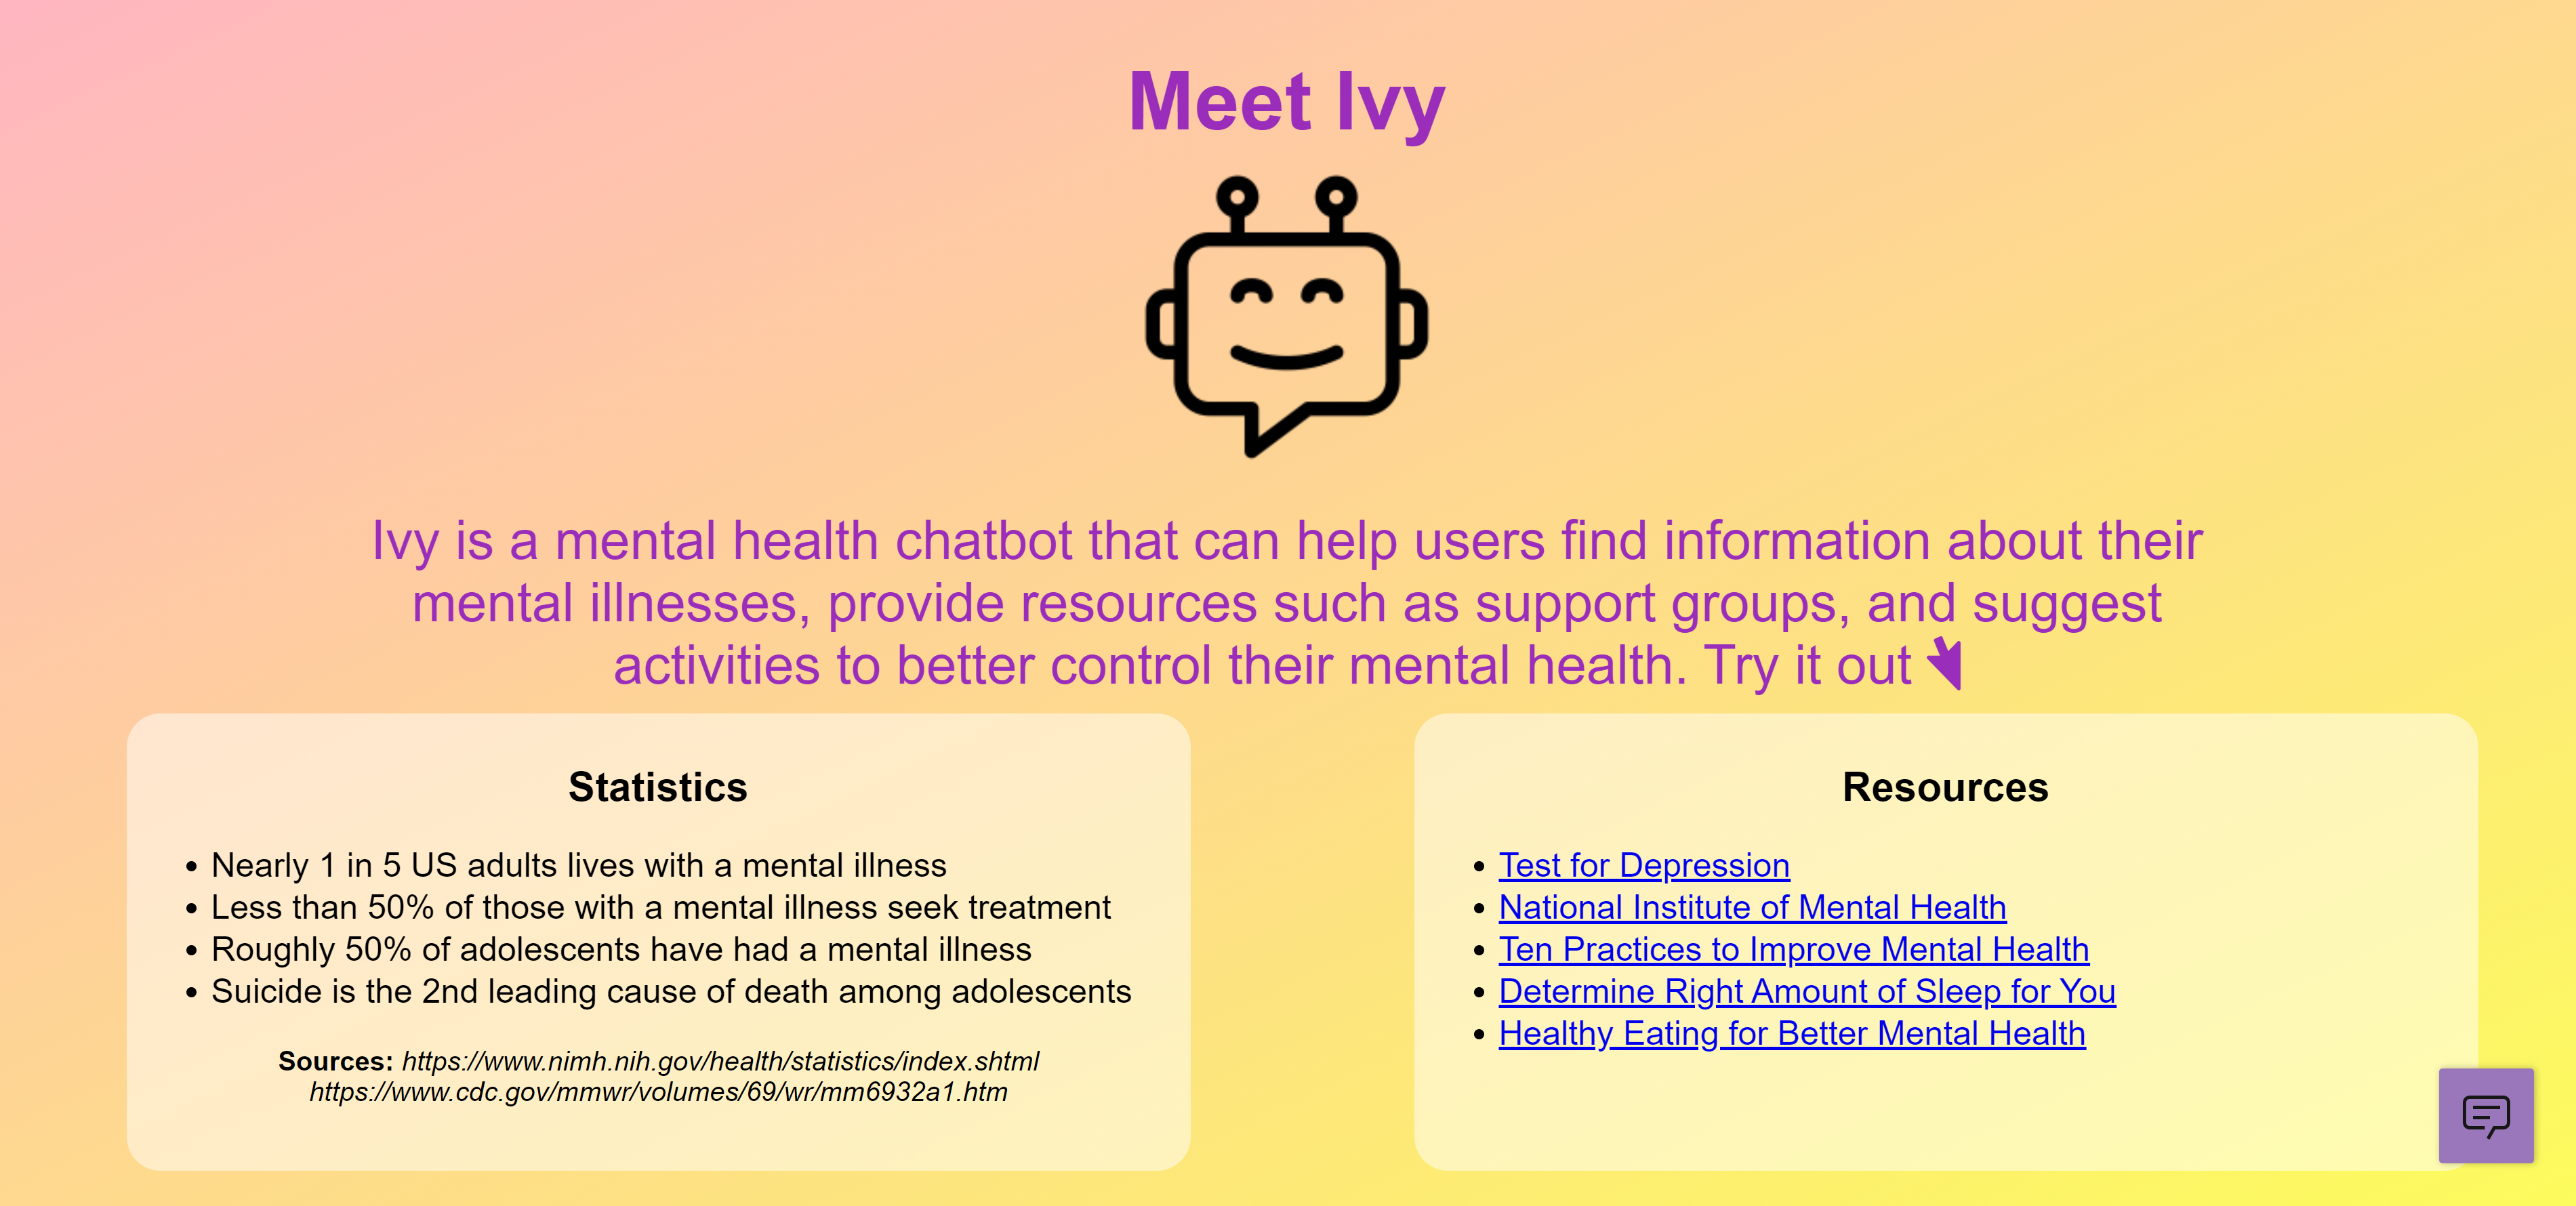 Meet Ivy
Ivy is a mental health chatbot that can help users find information about their
mental illnesses, provide resources such as support groups, and suggest
activities to better control their mental health. Try it out
Statistics
• Nearly 1 in 5 US adults lives with a mental illness
• Less than 50% of those with a mental illness seek treatment
• Roughly 50% of adolescents have had a mental illness
• Suicide is the 2nd leading cause of death among adolescents
Sources: https://www.nimh.nih.gov/health/statistics/index.shtml
https://www.cdc.gov/mmwr/volumes/69/wr/mm6932a1.htm
Resources
• Test for Depression
• National Institute of Mental Health
• Ten Practices to Improve Mental Health
• Determine Right Amount of Sleep for You
• Healthy Eating for Better Mental Health